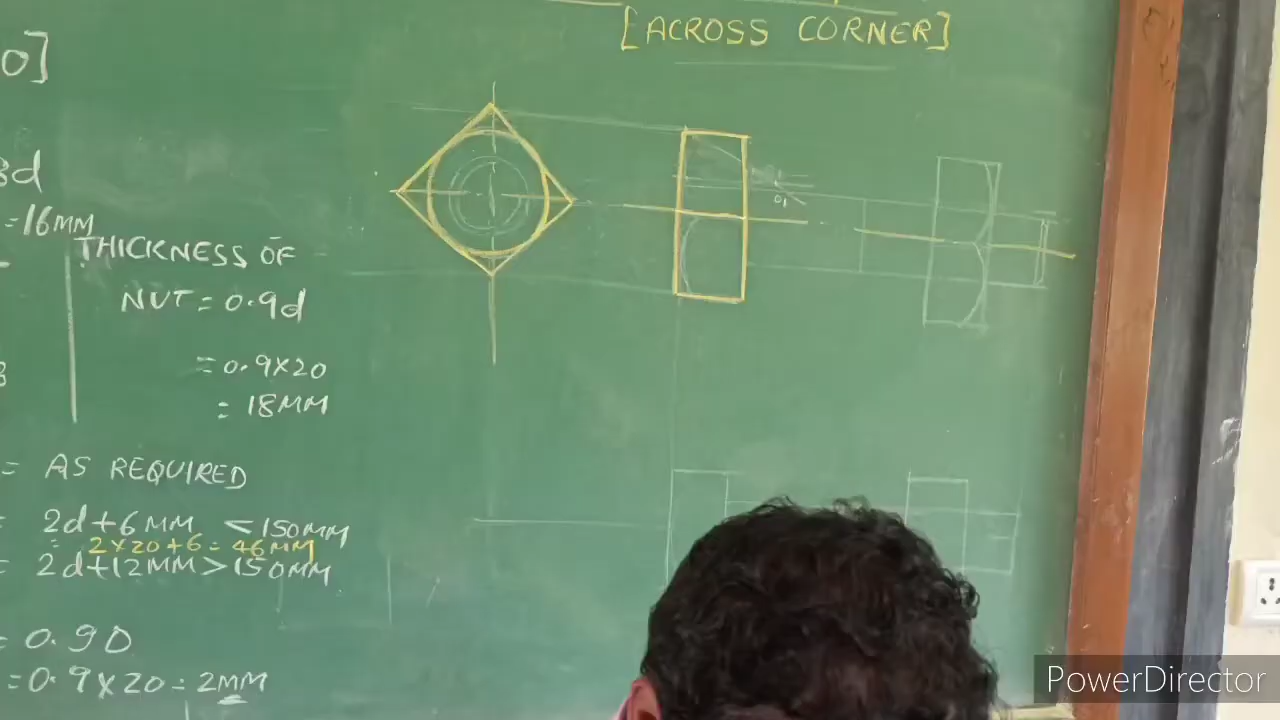 [ACROSS CORNER]
0]
3d
=16MM
THICKNESS OF
NUT = 0.9d
= 0.9×20
= 18MM
= AS REQUIRED
2d+6MM <150MM
= 2×20+6 = 46MM
= 2d+12MM >150MM
= 0.9D
= 0.9×20 = 2MM
PowerDirector